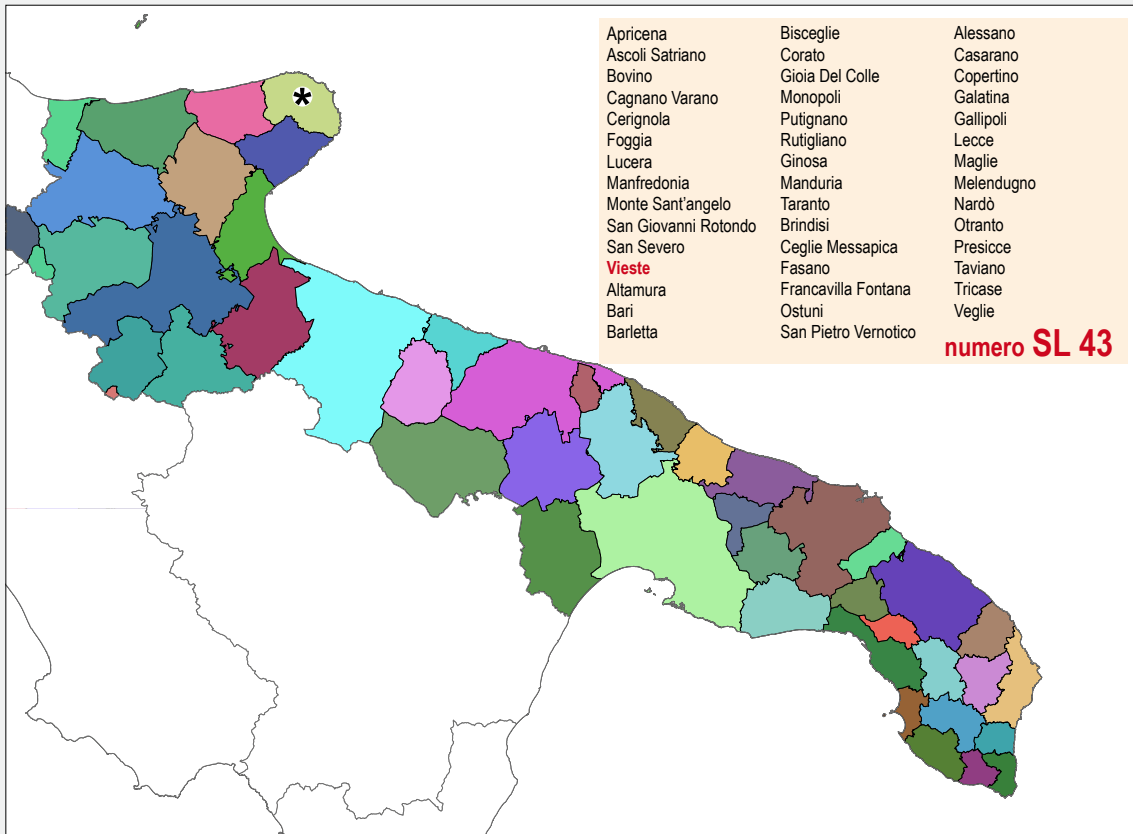 Apricena
Ascoli Satriano
Bovino
Cagnano Varano
Cerignola
Foggia
Lucera
Manfredonia
Monte Sant'angelo
San Giovanni Rotondo
San Severo
Vieste
Altamura
Bari
Barletta
Bisceglie
Corato
Gioia Del Colle
Monopoli
Putignano
Rutigliano
Ginosa
Manduria
Taranto
Brindisi
Ceglie Messapica
Fasano
Francavilla Fontana
Ostuni
San Pietro Vernotico
Alessano
Casarano
Copertino
Galatina
Gallipoli
Lecce
Maglie
Melendugno
Nardò
Otranto
Presicce
Taviano
Tricase
Veglie
numero SL 43
*